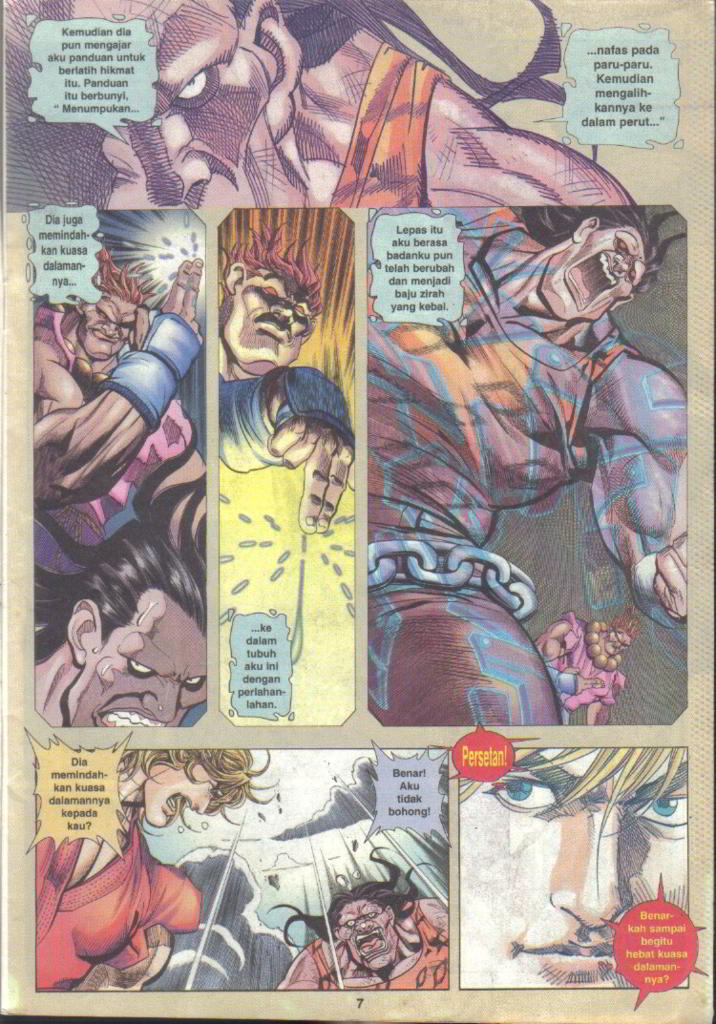 Kemudian dia
pun mengajar
aku panduan untuk
berlatih hikmat
itu. Panduan
itu berbunyi,
" Menumpukan...
...nafas pada
paru-paru.
Kemudian
mengalih-
kannya ke
dalam perut..."
Dia juga
memindah-
kan kuasa
dalaman-
nya...
...ke
dalam
tubuh
aku ini
dengan
perlahan-
lahan.
Lepas itu
aku berasa
badanku pun
telah berubah
dan menjadi
baju zirah
yang kebal.
Dia
memindah-
kan kuasa
dalamannya
kepada
kau?
Benar!
Aku
tidak
bohong!
Persetan!
Benar-
kah sampai
begitu
hebat kuasa
dalaman-
nya?
7